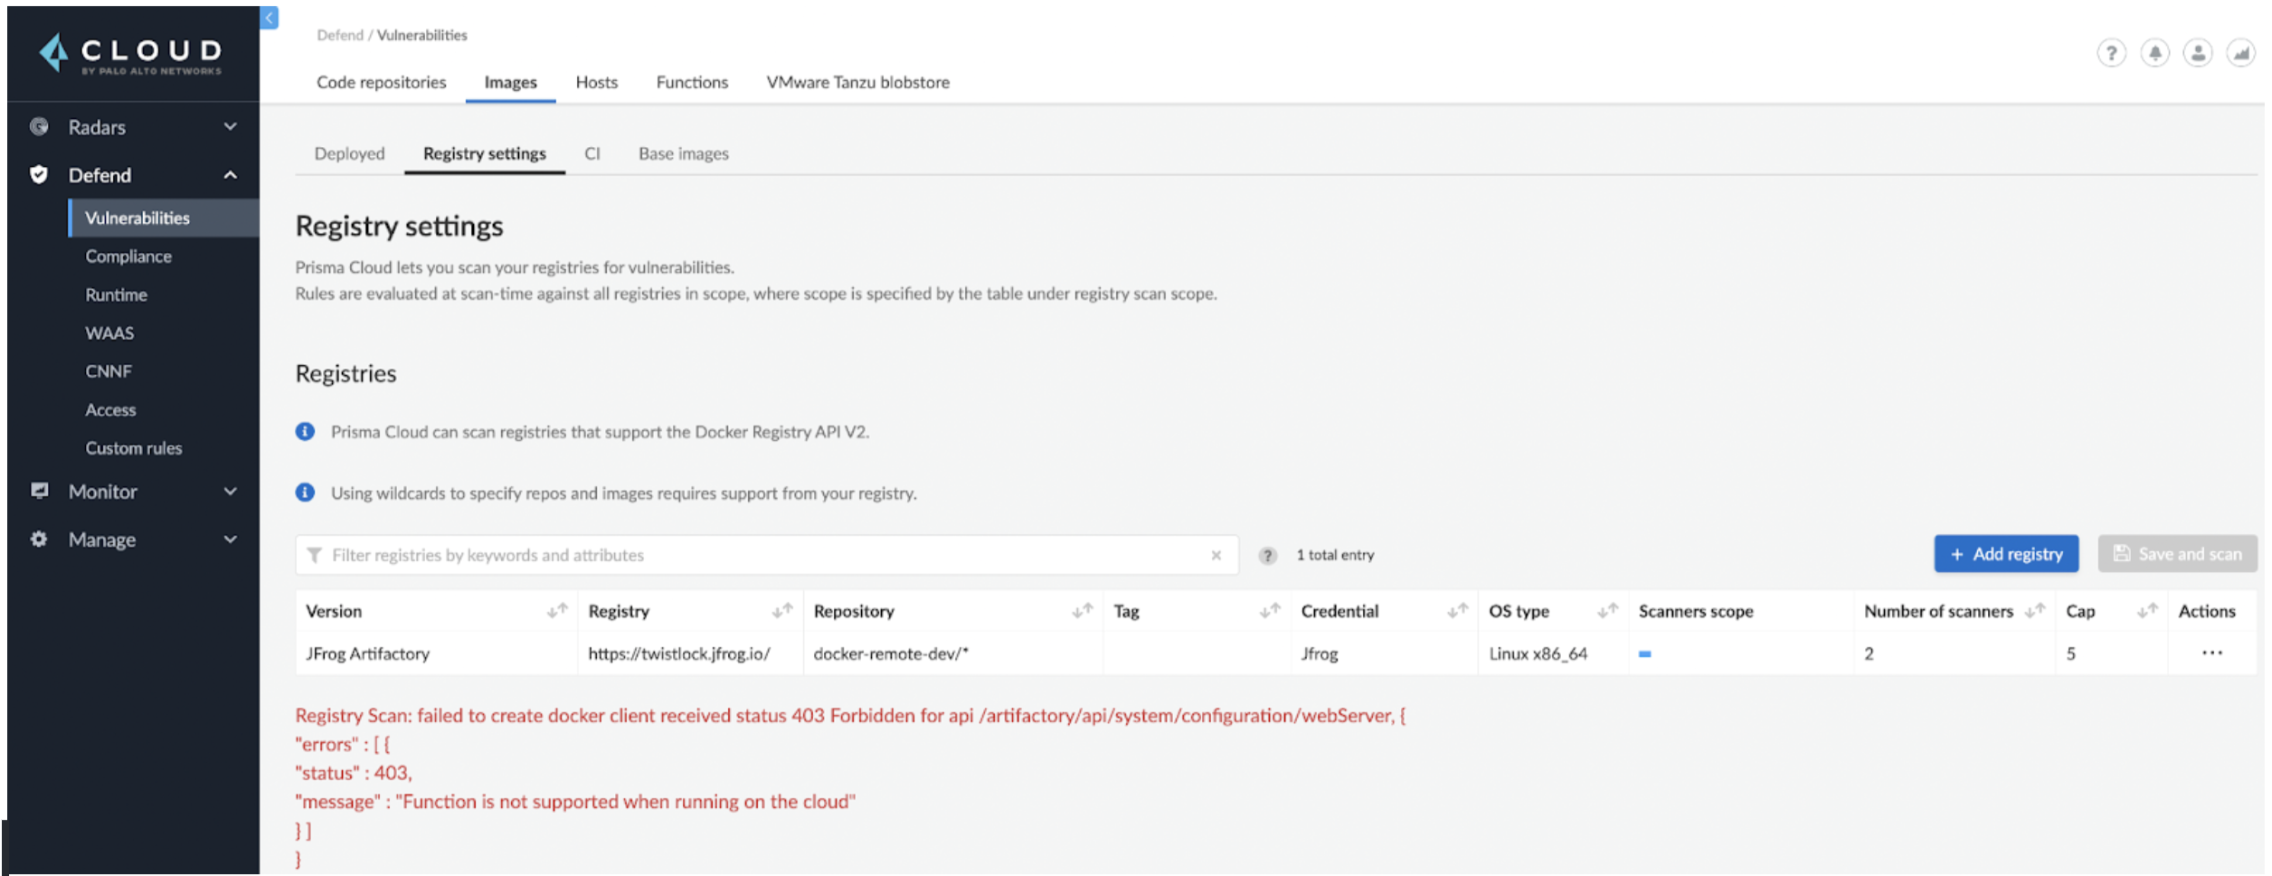 CLOUD
BY PALO ALTO NETWORKS
Radars
Defend
Vulnerabilities
Compliance
Runtime
WAAS
CNNF
Access
Custom rules
Monitor
Manage
Defend / Vulnerabilities
Code repositories Images Hosts Functions VMware Tanzu blobstore
?
Deployed Registry settings CI Base images
Registry settings
Prisma Cloud lets you scan your registries for vulnerabilities.
Rules are evaluated at scan-time against all registries in scope, where scope is specified by the table under registry scan scope.
Registries
Prisma Cloud can scan registries that support the Docker Registry API V2.
Using wildcards to specify repos and images requires support from your registry.
Filter registries by keywords and attributes × ? 1 total entry + Add registry Save and scan
Version Registry Repository Tag Credential OS type Scanners scope Number of scanners Cap Actions
JFrog Artifactory https://twistlock.jfrog.io/ docker-remote-dev/* Jfrog Linux x86_64 2 5 ...
Registry Scan: failed to create docker client received status 403 Forbidden for api /artifactory/api/system/configuration/webServer, {
"errors" : [ {
"status" : 403,
"message" : "Function is not supported when running on the cloud"
} ]
}